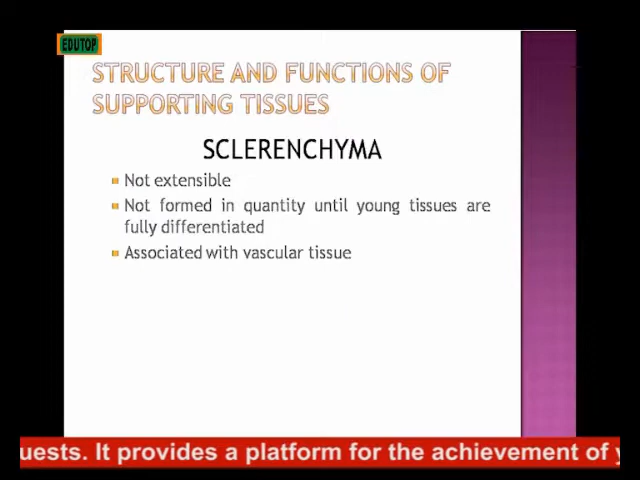 EDUTOP
STRUCTURE AND FUNCTIONS OF
SUPPORTING TISSUES
SCLERENCHYMA
Not extensible
Not formed in quantity until young tissues are
fully differentiated
Associated with vascular tissue
uests. It provides a platform for the achievement of